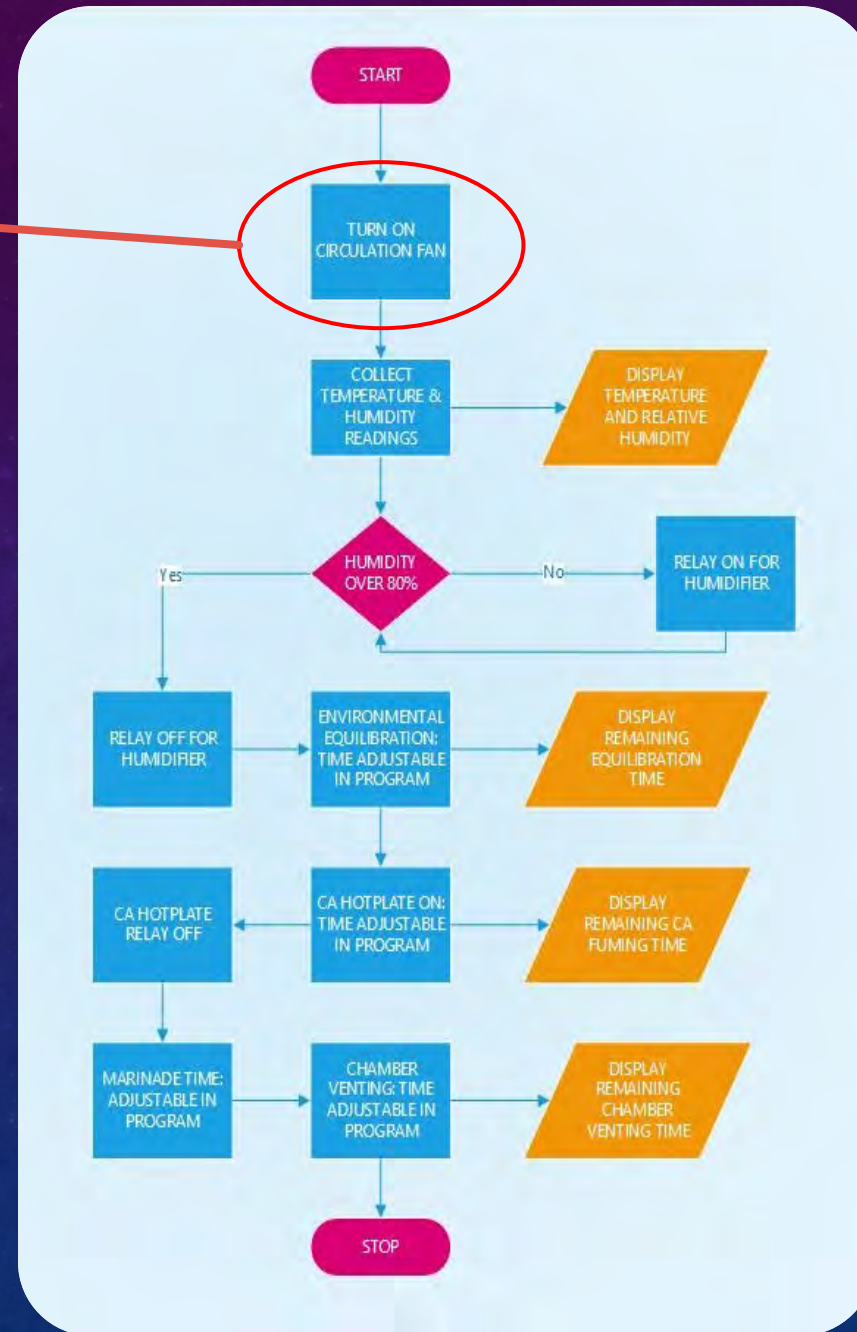 START
TURN ON
CIRCULATION FAN
COLLECT
TEMPERATURE &
HUMIDITY
READINGS
DISPLAY
TEMPERATURE
AND RELATIVE
HUMIDITY
HUMIDITY
OVER 80%
Yes
No
RELAY ON FOR
HUMIDIFIER
RELAY OFF FOR
HUMIDIFIER
ENVIRONMENTAL
EQUILIBRATION:
TIME ADJUSTABLE
IN PROGRAM
DISPLAY
REMAINING
EQUILIBRATION
TIME
CA HOTPLATE
RELAY OFF
CA HOTPLATE ON:
TIME ADJUSTABLE
IN PROGRAM
DISPLAY
REMAINING CA
FUMING TIME
MARINADE TIME:
ADJUSTABLE IN
PROGRAM
CHAMBER
VENTING: TIME
ADJUSTABLE IN
PROGRAM
DISPLAY
REMAINING
CHAMBER
VENTING TIME
STOP